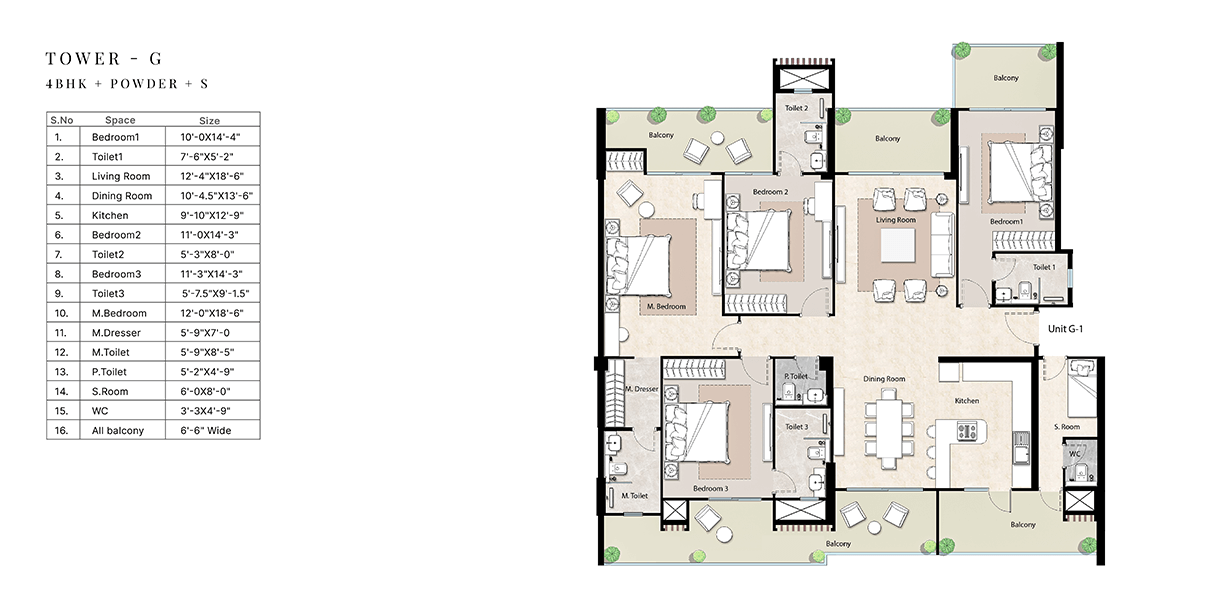 TOWER - G
4BHK + POWDER + S
S.No Space Size
1. Bedroom1 10'-0X14'-4"
2. Toilet1 7'-6"X5'-2"
3. Living Room 12'-4"X18'-6"
4. Dining Room 10'-4.5"X13'-6"
5. Kitchen 9'-10"X12'-9"
6. Bedroom2 11'-0X14'-3"
7. Toilet2 5'-3"X8'-0"
8. Bedroom3 11'-3"X14'-3"
9. Toilet3 5'-7.5"X9'-1.5"
10. M.Bedroom 12'-0"X18'-6"
11. M.Dresser 5'-9"X7'-0
12. M.Toilet 5'-9"X8'-5"
13. P.Toilet 5'-2"X4'-9"
14. S.Room 6'-0X8'-0"
15. WC 3'-3X4'-9"
16. All balcony 6'-6" Wide
Balcony
Toilet 2
Balcony
Balcony
Bedroom 2
Living Room
Bedroom1
Toilet 1
M. Bedroom
Unit G-1
P. Toilet
Dining Room
M. Dresser
Kitchen
Toilet 3
S. Room
WC
Bedroom 3
M. Toilet
Balcony
Balcony